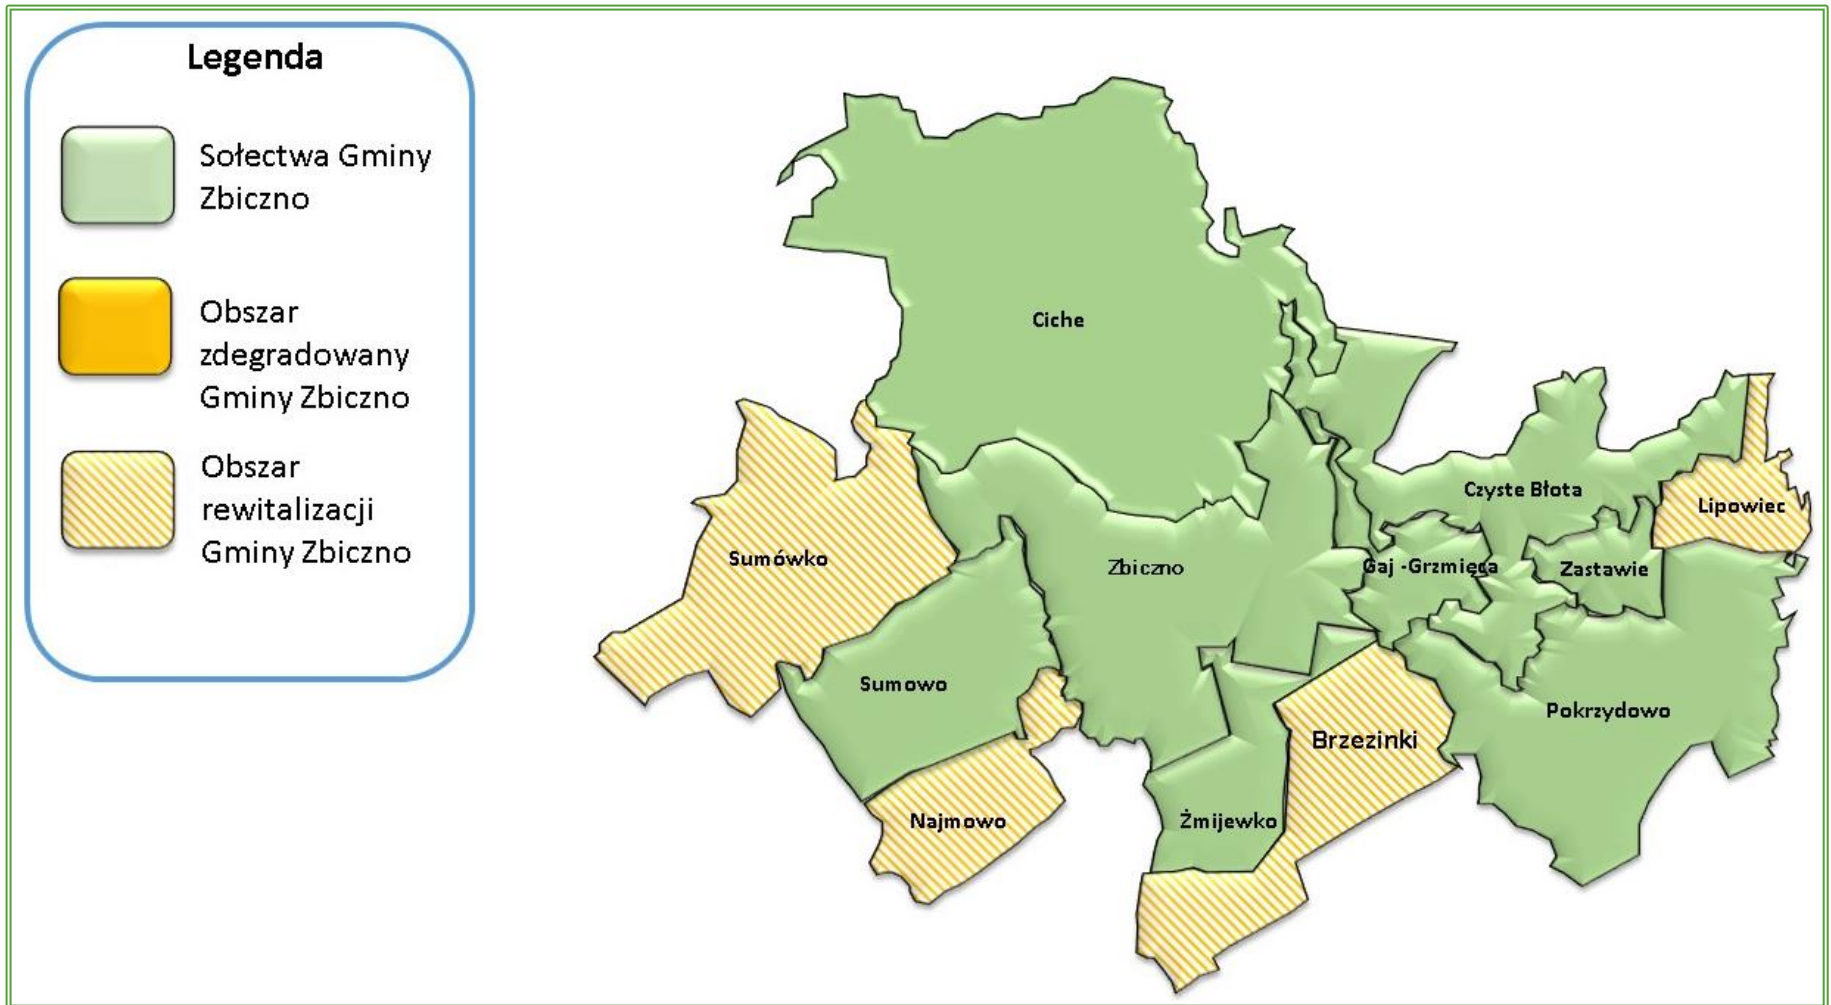 Legenda
Sołectwa Gminy
Zbiczno
Obszar
zdegradowany
Gminy Zbiczno
Obszar
rewitalizacji
Gminy Zbiczno
Ciche
Czyste Błota
Lipowiec
Sumówko
Zbiczno
Gaj -Grzmięca
Zastawie
Sumowo
Pokrzydowo
Brzezinki
Najmowo
Żmijewko